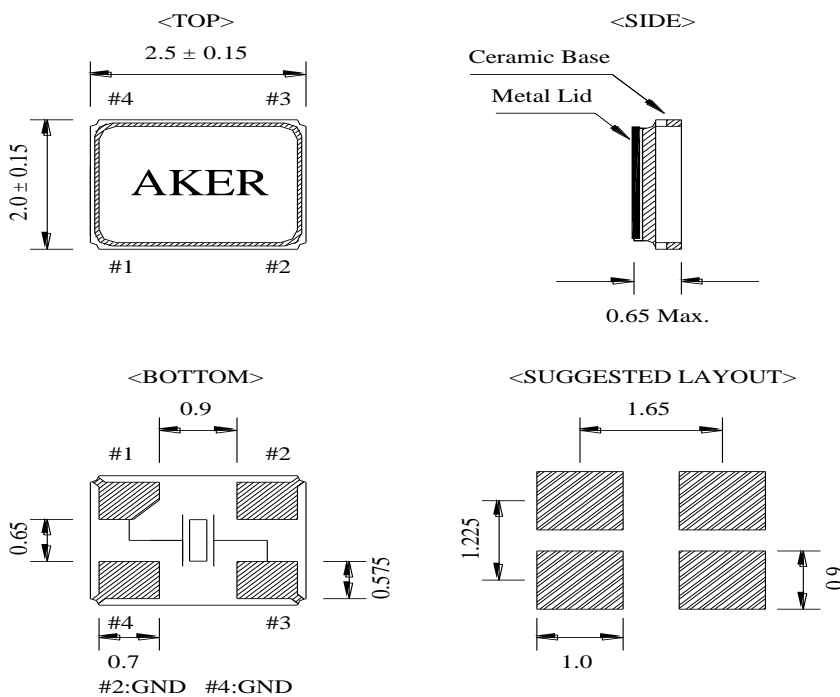 <TOP>
2.5 ± 0.15
#4 #3
2.0 ± 0.15
AKER
#1 #2
<SIDE>
Ceramic Base
Metal Lid
0.65 Max.
<BOTTOM>
0.9
#1 #2
0.65
0.575
#4 #3
0.7
#2:GND #4:GND
<SUGGESTED LAYOUT>
1.65
1.225
0.9
1.0